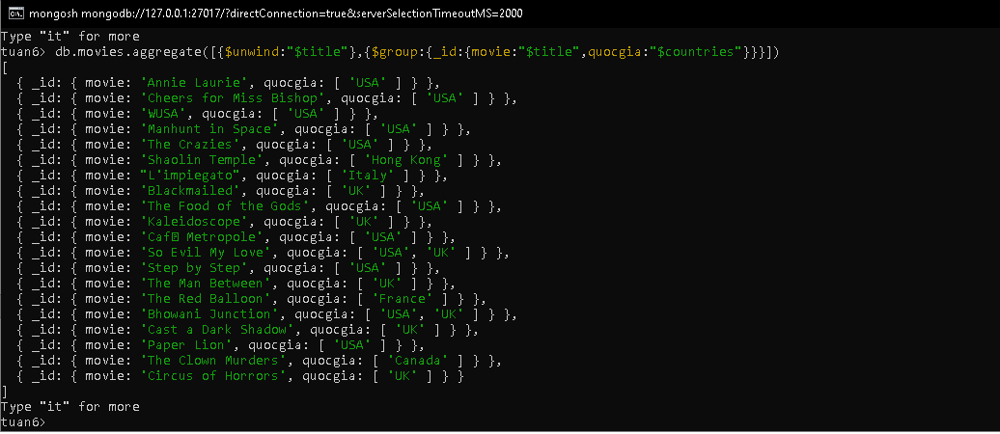 mongosh mongodb://127.0.0.1:27017/?directConnection=true&serverSelectionTimeoutMS=2000
Type "it" for more
tuan6> db.movies.aggregate([{$unwind:"$title"},{$group:{_id:{movie:"$title",quocgia:"$countries"}}}])
[
  { _id: { movie: 'Annie Laurie', quocgia: [ 'USA' ] } },
  { _id: { movie: 'Cheers for Miss Bishop', quocgia: [ 'USA' ] } },
  { _id: { movie: 'WUSA', quocgia: [ 'USA' ] } },
  { _id: { movie: 'Manhunt in Space', quocgia: [ 'USA' ] } },
  { _id: { movie: 'The Crazies', quocgia: [ 'USA' ] } },
  { _id: { movie: 'Shaolin Temple', quocgia: [ 'Hong Kong' ] } },
  { _id: { movie: "L'impiegato", quocgia: [ 'Italy' ] } },
  { _id: { movie: 'Blackmailed', quocgia: [ 'UK' ] } },
  { _id: { movie: 'The Food of the Gods', quocgia: [ 'USA' ] } },
  { _id: { movie: 'Kaleidoscope', quocgia: [ 'UK' ] } },
  { _id: { movie: 'Caf� Metropole', quocgia: [ 'USA' ] } },
  { _id: { movie: 'So Evil My Love', quocgia: [ 'USA', 'UK' ] } },
  { _id: { movie: 'Step by Step', quocgia: [ 'USA' ] } },
  { _id: { movie: 'The Man Between', quocgia: [ 'UK' ] } },
  { _id: { movie: 'The Red Balloon', quocgia: [ 'France' ] } },
  { _id: { movie: 'Bhowani Junction', quocgia: [ 'USA', 'UK' ] } },
  { _id: { movie: 'Cast a Dark Shadow', quocgia: [ 'UK' ] } },
  { _id: { movie: 'Paper Lion', quocgia: [ 'USA' ] } },
  { _id: { movie: 'The Clown Murders', quocgia: [ 'Canada' ] } },
  { _id: { movie: 'Circus of Horrors', quocgia: [ 'UK' ] } }
]
Type "it" for more
tuan6>